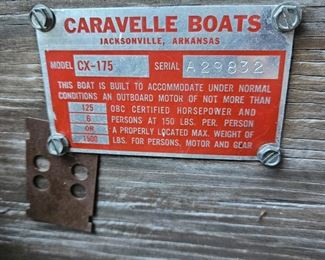 CARAVELLE BOATS
JACKSONVILLE, ARKANSAS
MODEL CX-175 SERIAL A29832
THIS BOAT IS BUILT TO ACCOMMODATE UNDER NORMAL
CONDITIONS AN OUTBOARD MOTOR OF NOT MORE THAN
125 OBC CERTIFIED HORSEPOWER AND
6 PERSONS AT 150 LBS. PER. PERSON
OR A PROPERLY LOCATED MAX. WEIGHT OF
1500 LBS. FOR PERSONS, MOTOR AND GEAR